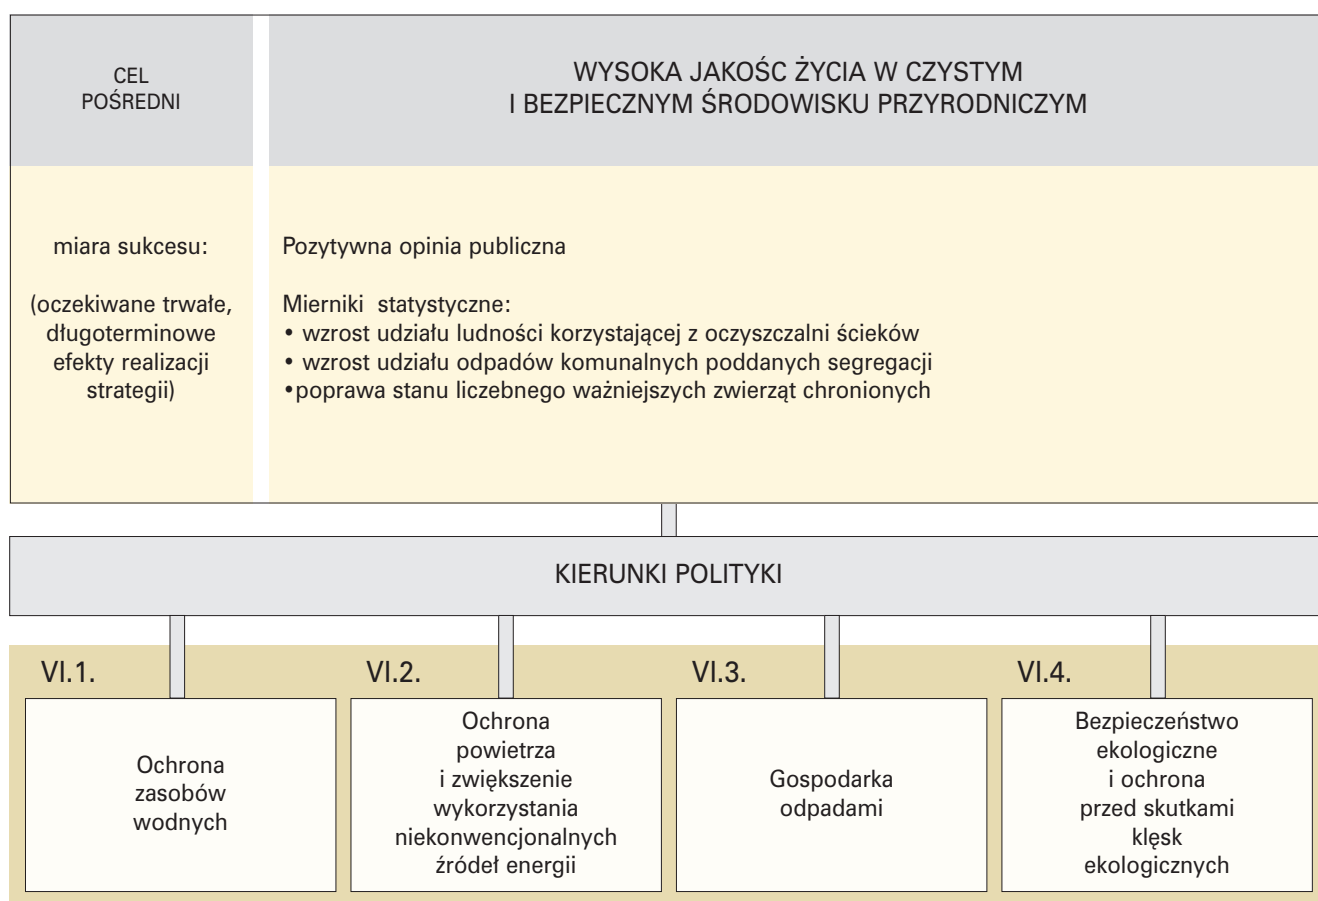 CEL
POŚREDNI
WYSOKA JAKOŚC ŻYCIA W CZYSTYM
I BEZPIECZNYM ŚRODOWISKU PRZYRODNICZYM
miara sukcesu:
(oczekiwane trwałe,
długoterminowe
efekty realizacji
strategii)
Pozytywna opinia publiczna
Mierniki statystyczne:
• wzrost udziału ludności korzystającej z oczyszczalni ścieków
• wzrost udziału odpadów komunalnych poddanych segregacji
•poprawa stanu liczebnego ważniejszych zwierząt chronionych
KIERUNKI POLITYKI
VI.1.
Ochrona
zasobów
wodnych
VI.2.
Ochrona
powietrza
i zwiększenie
wykorzystania
niekonwencjonalnych
źródeł energii
VI.3.
Gospodarka
odpadami
VI.4.
Bezpieczeństwo
ekologiczne
i ochrona
przed skutkami
klęsk
ekologicznych